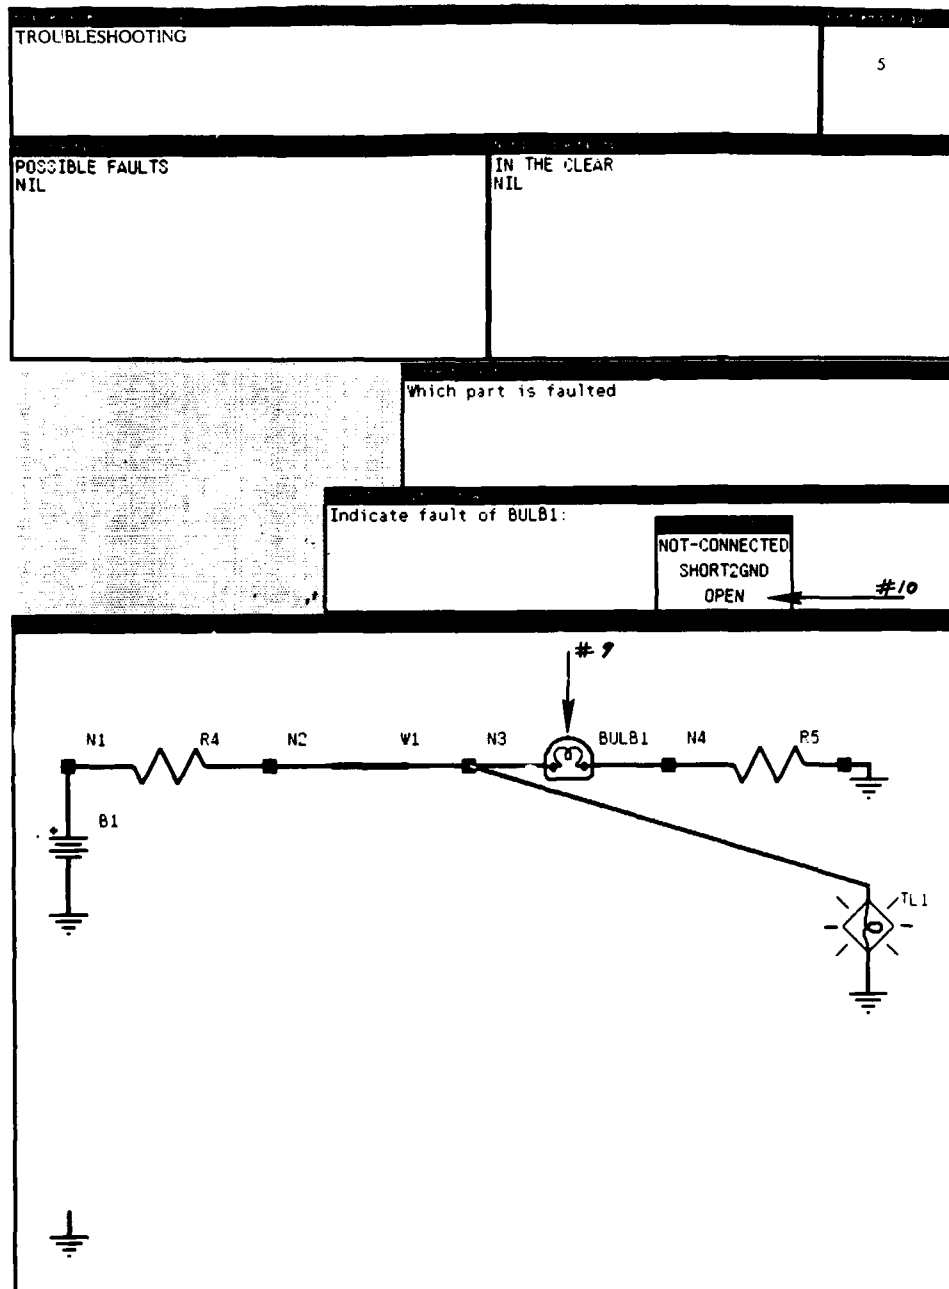 TROUBLESHOOTING
5
POSSIBLE FAULTS
NIL
IN THE CLEAR
NIL
Which part is faulted
Indicate fault of BULB1:
NOT-CONNECTED
SHORT2GND
OPEN
#10
#9
N1 R4 N2 W1 N3 BULB1 N4 R5
B1
TL1